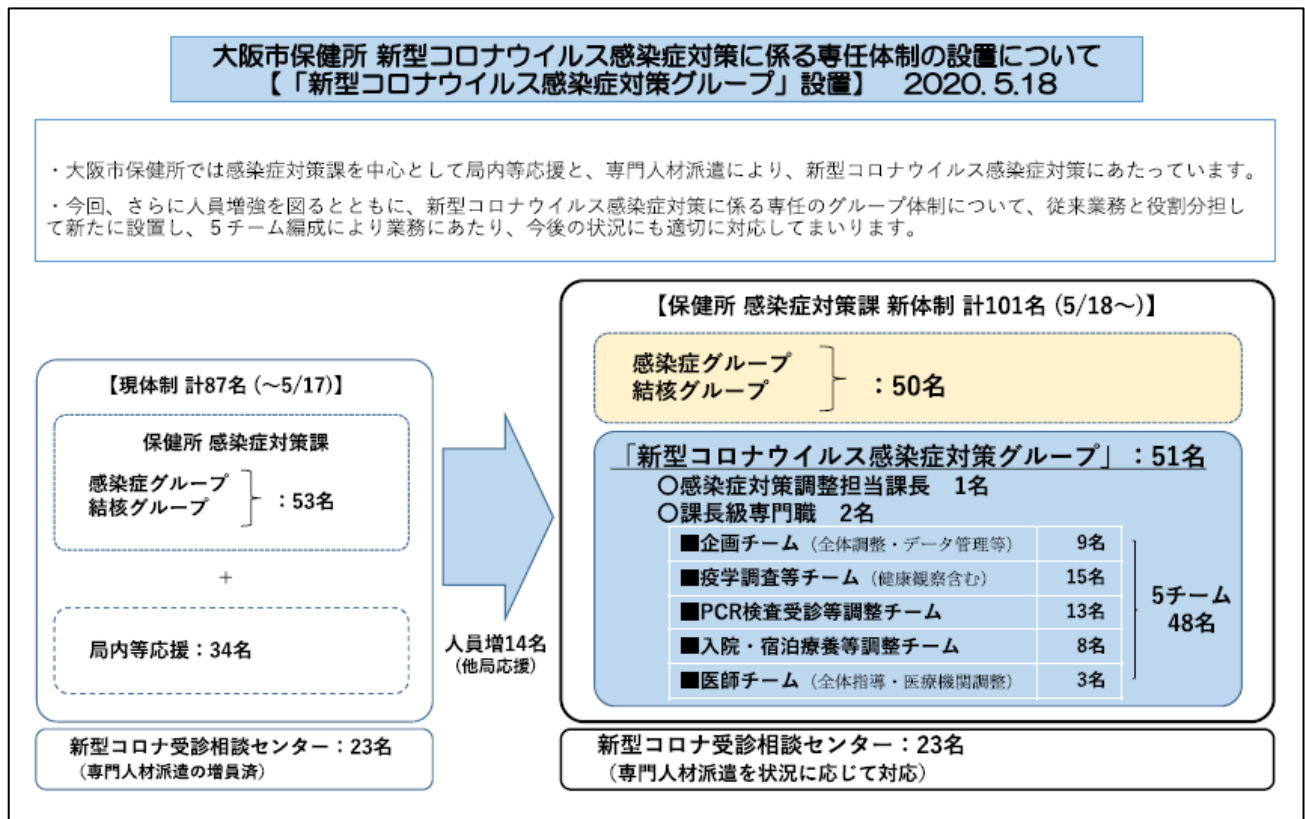 大阪市保健所 新型コロナウイルス感染症対策に係る専任体制の設置について
【「新型コロナウイルス感染症対策グループ」設置】　2020.5.18
・大阪市保健所では感染症対策課を中心として局内等応援と、専門人材派遣により、新型コロナウイルス感染症対策にあたっています。
・今回、さらに人員増強を図るとともに、新型コロナウイルス感染症対策に係る専任のグループ体制について、従来業務と役割分担し
て新たに設置し、５チーム編成により業務にあたり、今後の状況にも適切に対応してまいります。
【現体制 計87名 (～5/17)】
保健所 感染症対策課
感染症グループ
結核グループ
：53名
＋
局内等応援：34名
新型コロナ受診相談センター：23名
（専門人材派遣の増員済）
人員増14名
(他局応援)
【保健所 感染症対策課 新体制 計101名 (5/18～)】
感染症グループ
結核グループ
：50名
「新型コロナウイルス感染症対策グループ」：51名
〇感染症対策調整担当課長　1名
〇課長級専門職　2名
■企画チーム（全体調整・データ管理等） 9名
■疫学調査等チーム（健康観察含む） 15名
■PCR検査受診等調整チーム 13名
■入院・宿泊療養等調整チーム 8名
■医師チーム（全体指導・医療機関調整） 3名
5チーム
48名
新型コロナ受診相談センター：23名
（専門人材派遣を状況に応じて対応）